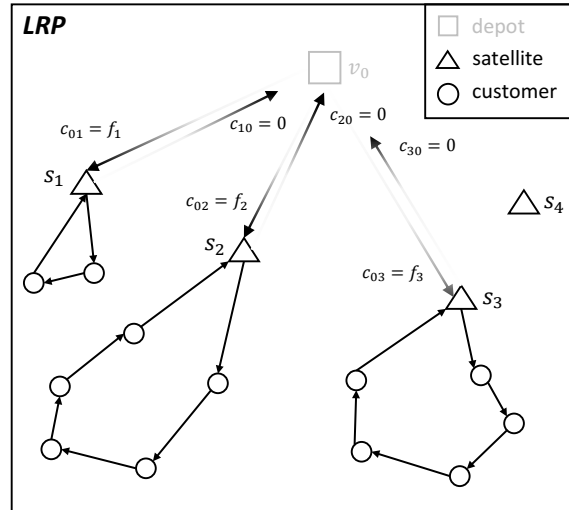 LRP
depot
satellite
customer
v₀
c₀₁ = f₁
c₁₀ = 0
c₂₀ = 0
c₃₀ = 0
s₁
c₀₂ = f₂
s₂
s₄
c₀₃ = f₃
s₃